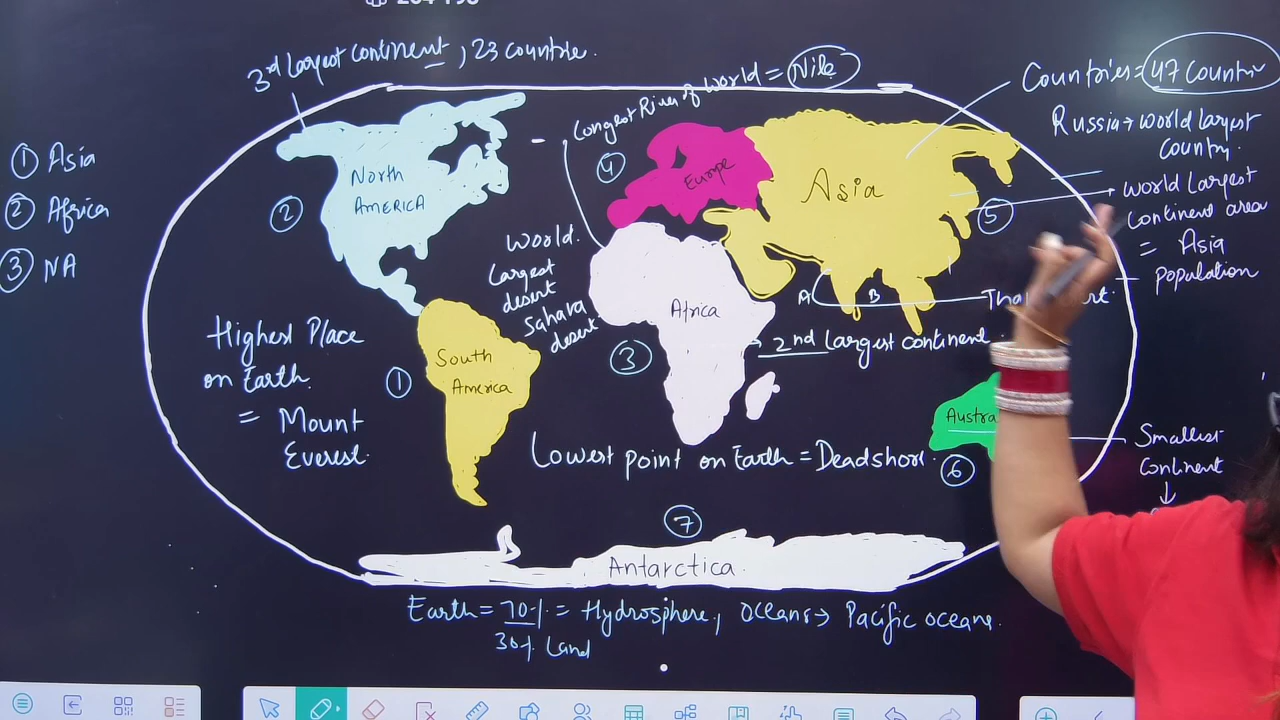 3rd largest continent, 23 countrie.
Longest River of World = Nile
Countries = 47 Countri
Russia → world largest
country.
① Asia
② Africa
③ NA
④
Europe
North
AMERICA
②
Asia
⑤
world largest
continent area
= Asia
population
World.
largest
desert
Sahara
desert
A
B
Africa
③
2nd largest continent
Highest Place
on Earth.
= Mount
Everest.
①
South
America
Lowest point on Earth = Deadshore.
Austra
⑥
Smallest
Continent
↓
⑦
Antarctica.
Earth = 70% = Hydrosphere, Oceans → Pacific oceans.
30% Land